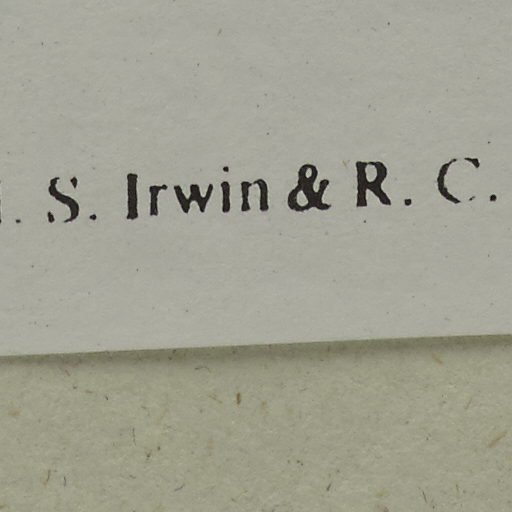 . S. Irwin & R. C.